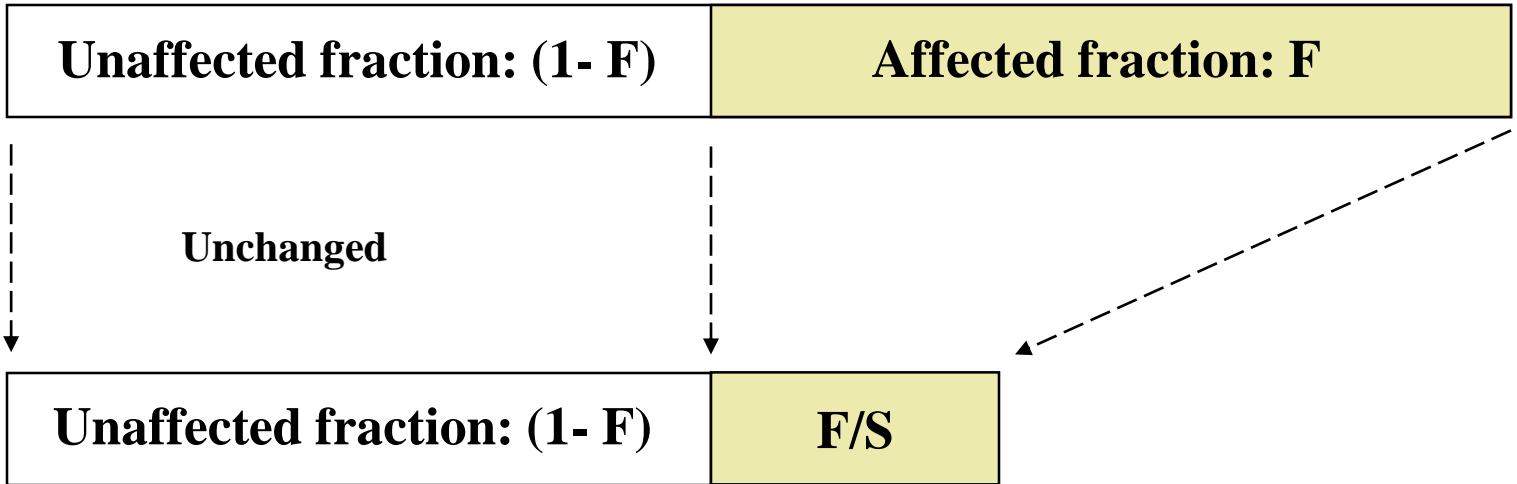 Unaffected fraction: (1- F)
Affected fraction: F
Unchanged
Unaffected fraction: (1- F)
F/S